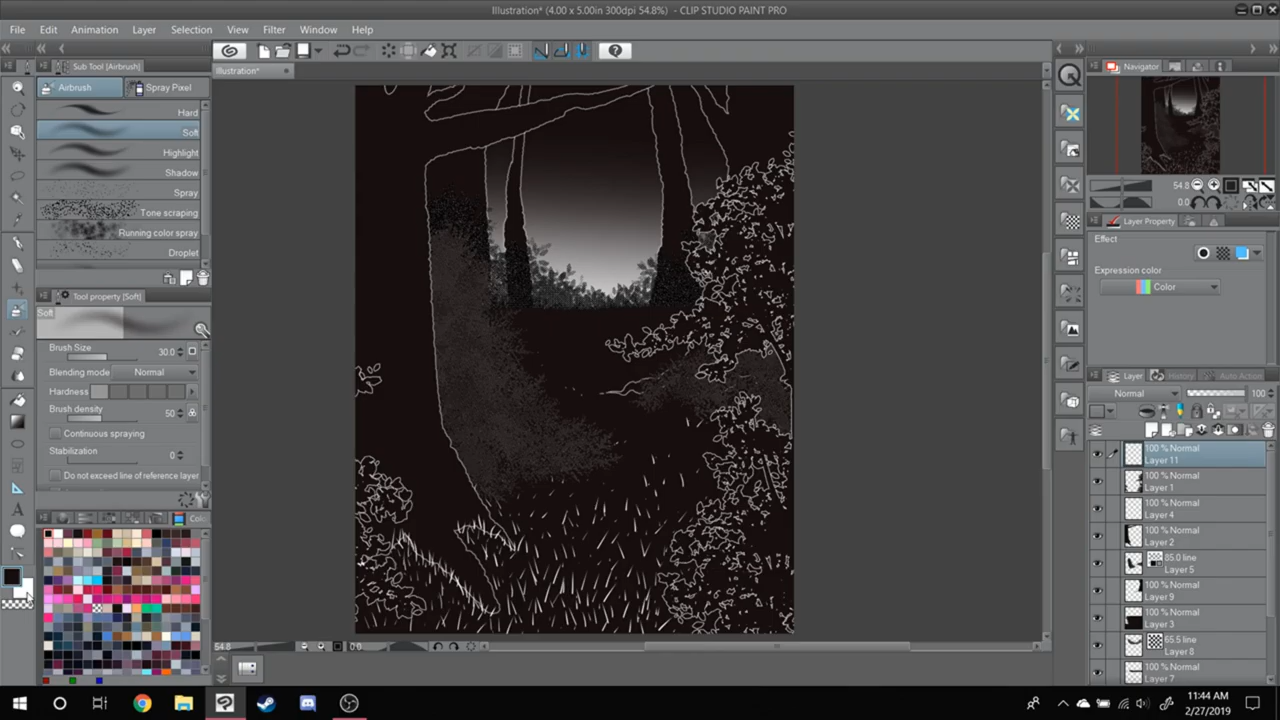 Illustration* (4.00 x 5.00in 300dpi 54.8%) - CLIP STUDIO PAINT PRO
File Edit Animation Layer Selection View Filter Window Help
Sub Tool [Airbrush]
Illustration*
Navigator
Airbrush Spray Pixel
Hard
Soft
Highlight
Shadow
Spray
Tone scraping
Running color spray
Droplet
54.8
0.0
Layer Property
Effect
Expression color
Color
Tool property [Soft]
Soft
Brush Size 30.0
Blending mode Normal
Hardness
Brush density 50
Continuous spraying
Stabilization 0
Do not exceed line of reference layer
Layer History Auto Action
Normal 100
100 % Normal
Layer 11
100 % Normal
Layer 1
100 % Normal
Layer 4
100 % Normal
Layer 2
85.0 line
Layer 5
100 % Normal
Layer 9
100 % Normal
Layer 3
65.5 line
Layer 8
100 % Normal
Layer 7
Colo
54.8 0.0
11:44 AM
2/27/2019